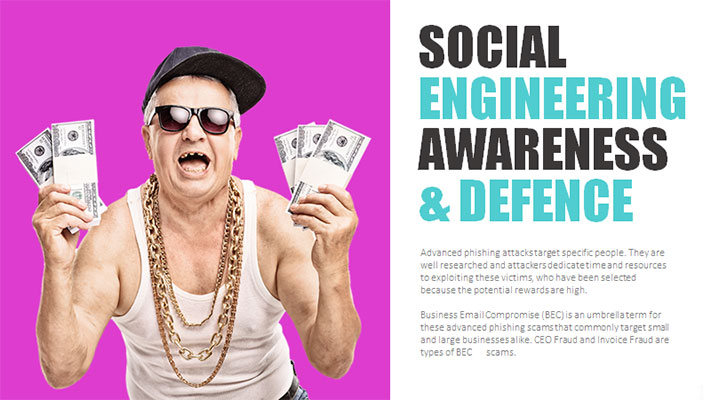 SOCIAL
ENGINEERING
AWARENESS
& DEFENCE
Advanced phishing attacks target specific people. They are
well researched and attackers dedicate time and resources
to exploiting these victims, who have been selected
because the potential rewards are high.
Business Email Compromise (BEC) is an umbrella term for
these advanced phishing scams that commonly target small
and large businesses alike. CEO Fraud and Invoice Fraud are
types of BEC scams.